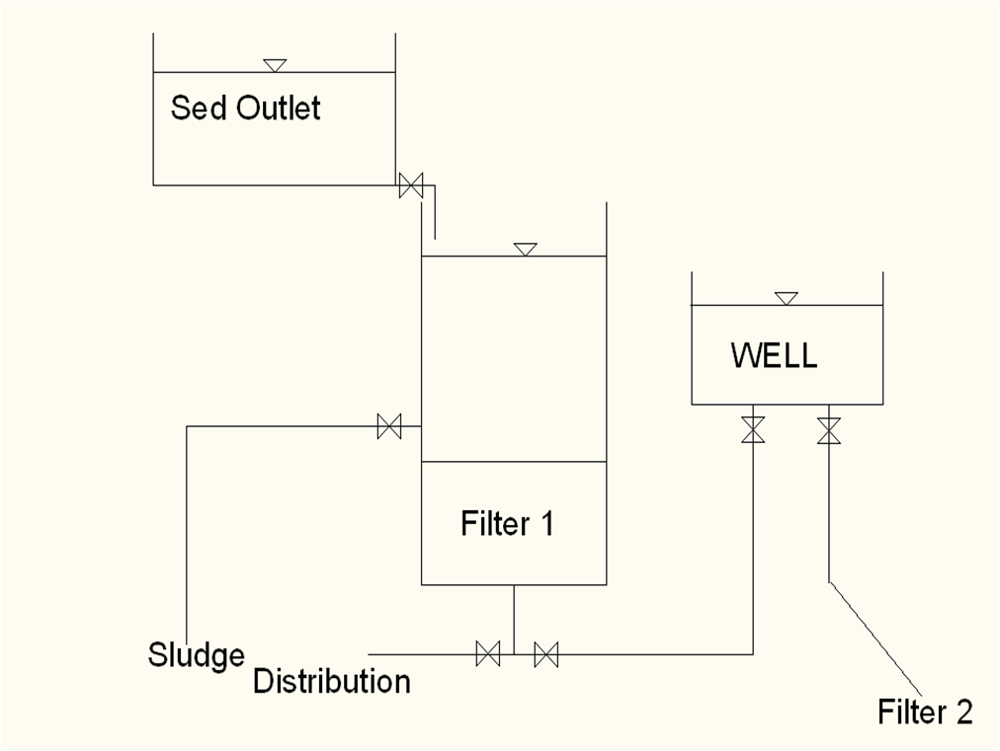 Sed Outlet
WELL
Filter 1
Sludge
Distribution
Filter 2